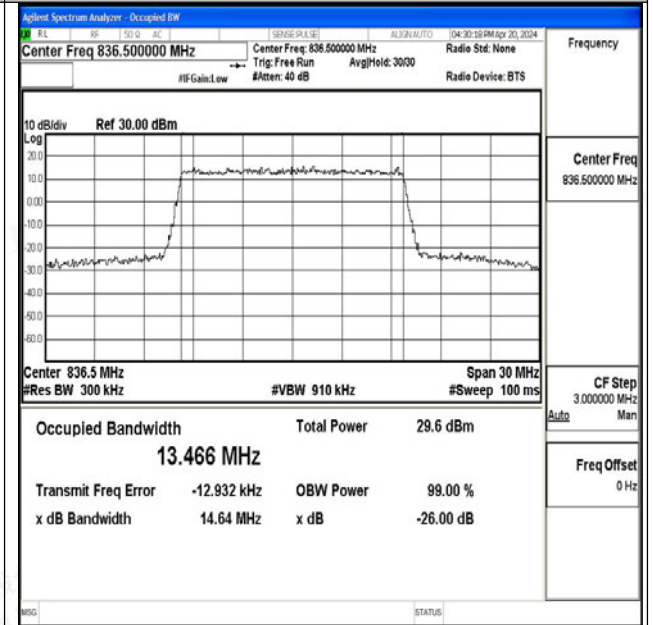 Agilent Spectrum Analyzer - Occupied BW
RL RF 50 Ω AC SENSE:PULSE ALIGN AUTO 04:30:18 PM Apr 20, 2024
Center Freq 836.500000 MHz Center Freq: 836.500000 MHz Radio Std: None Frequency
Trig: Free Run Avg|Hold: 30/30
#IFGain:Low #Atten: 40 dB Radio Device: BTS
10 dB/div Ref 30.00 dBm
Log
20.0
10.0
0.00
-10.0
-20.0
-30.0
-40.0
-50.0
-60.0
Center Freq
836.500000 MHz
Center 836.5 MHz Span 30 MHz
#Res BW 300 kHz #VBW 910 kHz #Sweep 100 ms
CF Step
3.000000 MHz
Auto Man
Occupied Bandwidth Total Power 29.6 dBm
13.466 MHz
Freq Offset
0 Hz
Transmit Freq Error -12.932 kHz OBW Power 99.00 %
x dB Bandwidth 14.64 MHz x dB -26.00 dB
MSG STATUS